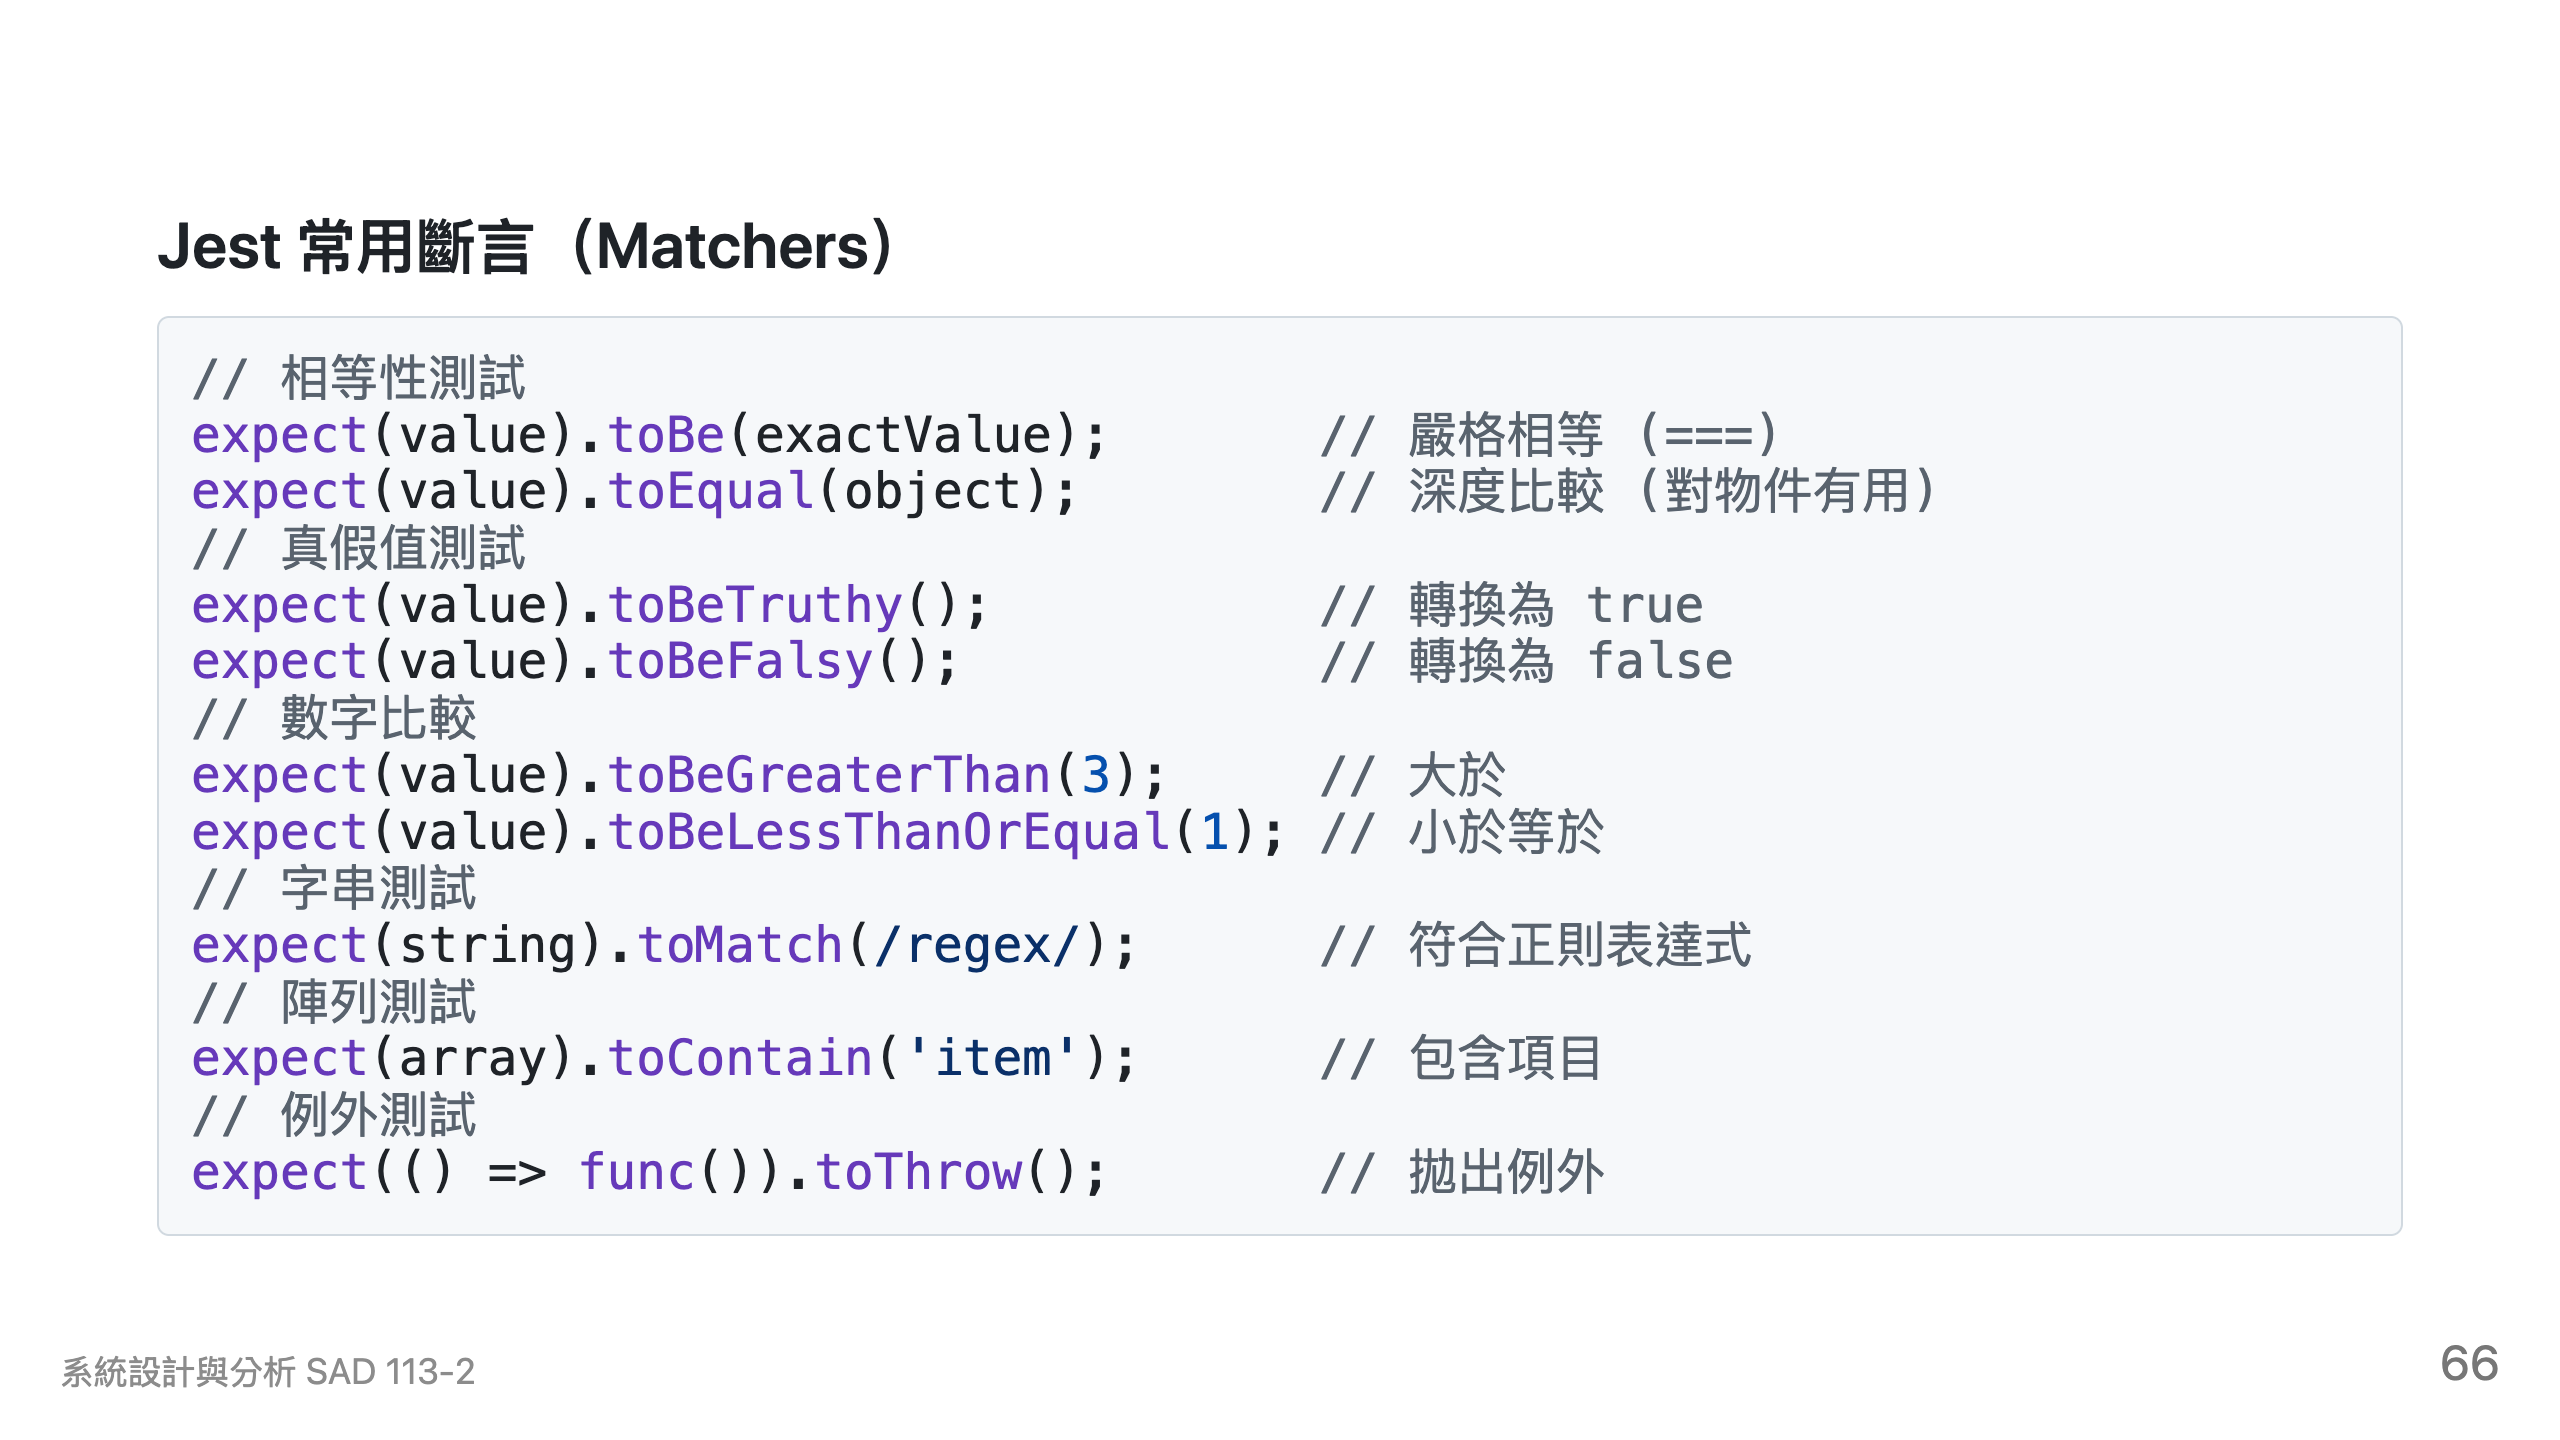 Jest 常用斷言（Matchers）
// 相等性測試
expect(value).toBe(exactValue);       // 嚴格相等 (===)
expect(value).toEqual(object);        // 深度比較 (對物件有用)
// 真假值測試
expect(value).toBeTruthy();           // 轉換為 true
expect(value).toBeFalsy();            // 轉換為 false
// 數字比較
expect(value).toBeGreaterThan(3);     // 大於
expect(value).toBeLessThanOrEqual(1); // 小於等於
// 字串測試
expect(string).toMatch(/regex/);      // 符合正則表達式
// 陣列測試
expect(array).toContain('item');      // 包含項目
// 例外測試
expect(() => func()).toThrow();       // 拋出例外
系統設計與分析 SAD 113-2
66